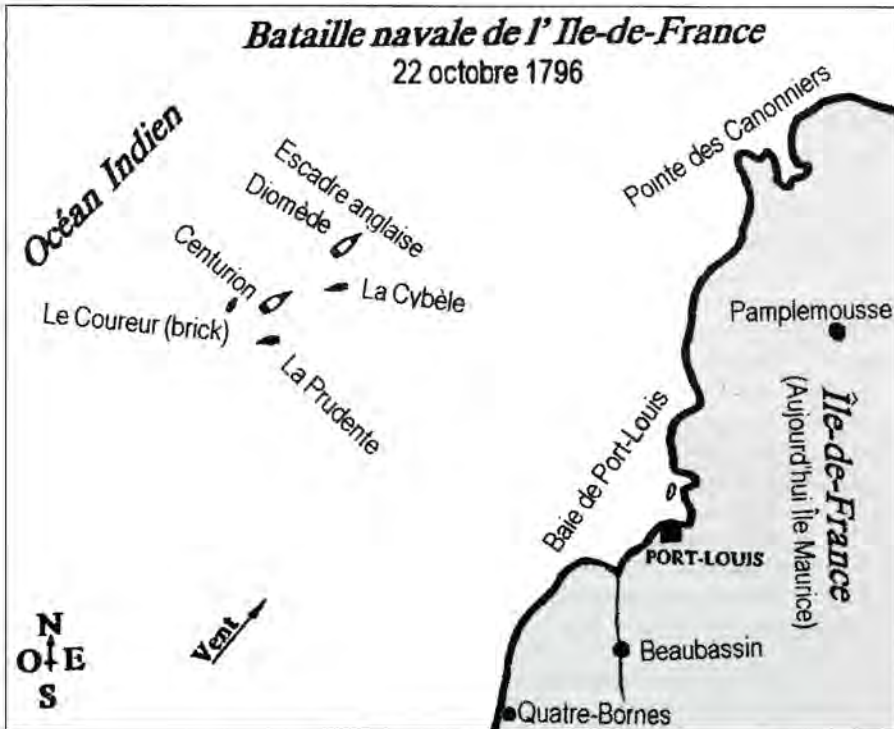 Bataille navale de l' Ile-de-France
22 octobre 1796
Océan Indien
Escadre anglaise
Diomède
Centurion
La Cybèle
Le Coureur (brick)
La Prudente
Pointe des Canonniers
Pamplemousse
Île-de-France
(Aujourd'hui Île Maurice)
Baie de Port-Louis
PORT-LOUIS
Beaubassin
Quatre-Bornes
Vent
N
O E
S